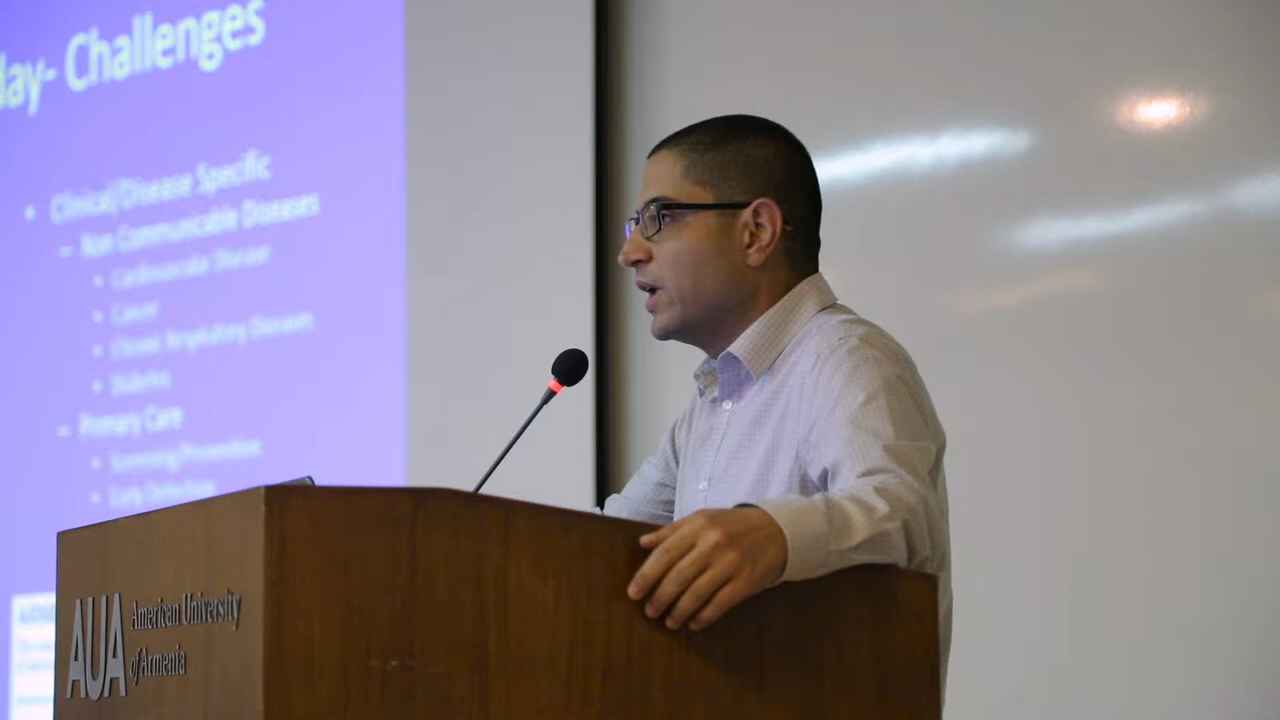 lay- Challenges
• Clinical/Disease Specific
– Non Communicable Diseases
• Cardiovascular Disease
• Cancer
• Chronic Respiratory Diseases
• Diabetes
– Primary Care
• Screening/Prevention
• Early Detection
AUA American University
of Armenia